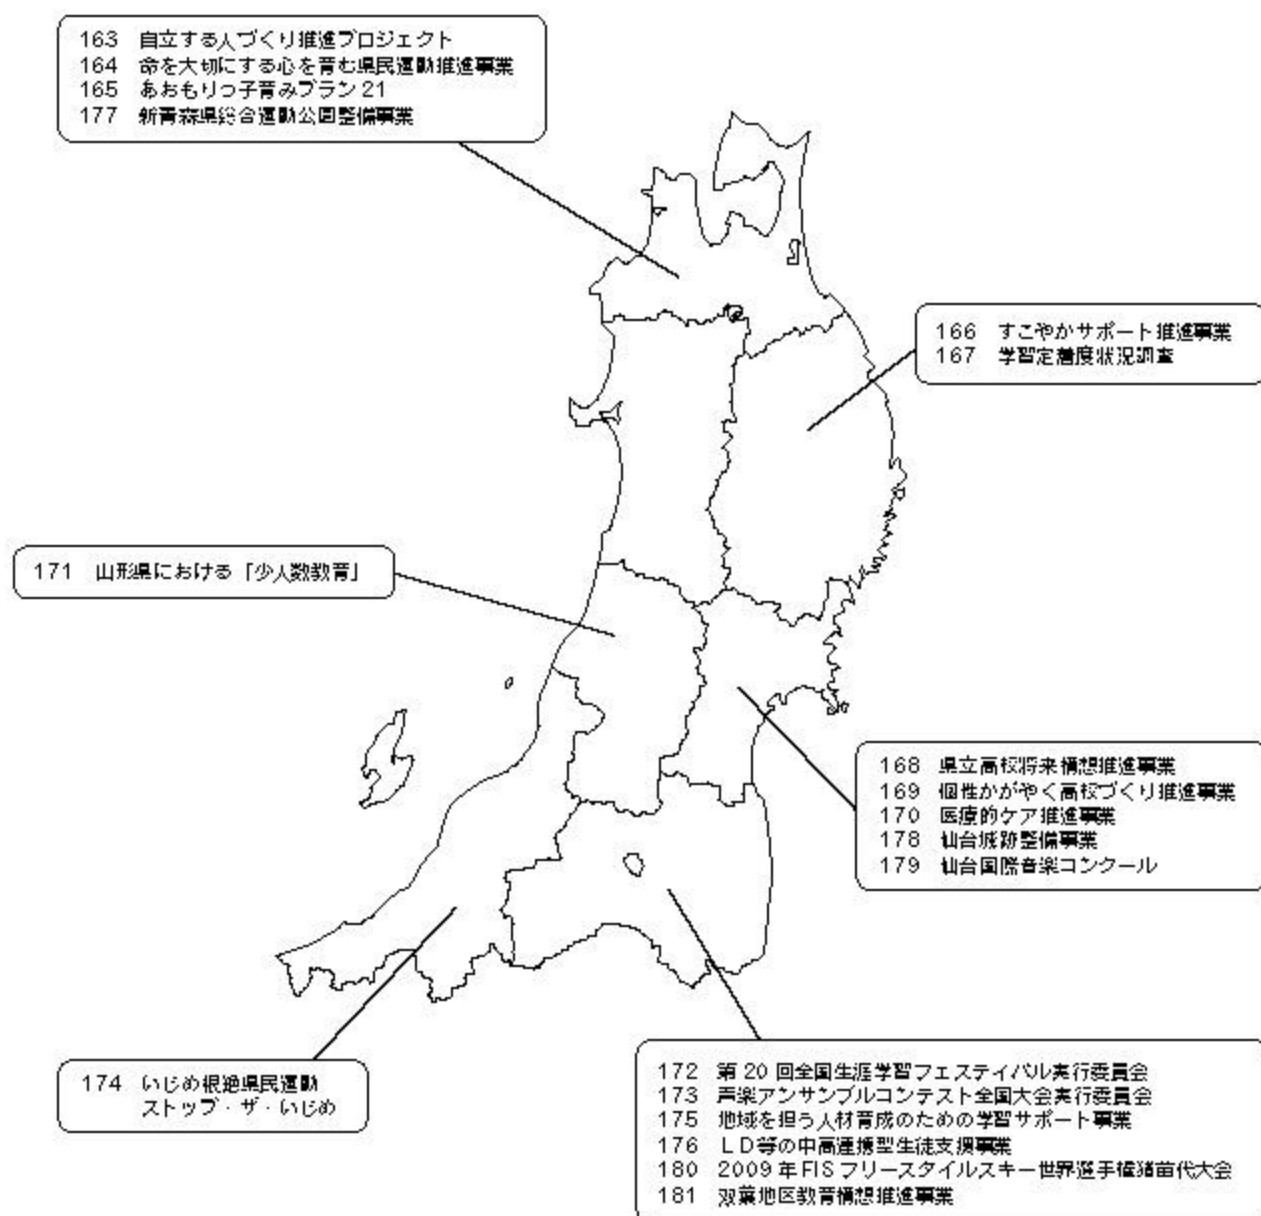 163 自立する人づくり推進プロジェクト
164 命を大切にする心を育む県民運動推進事業
165 あおもりっ子育みプラン21
177 新青森県総合運動公園整備事業
166 すこやかサポート推進事業
167 学習定着度状況調査
171 山形県における「少人数教育」
168 県立高校将来構想推進事業
169 個性かがやく高校づくり推進事業
170 医療的ケア推進事業
178 仙台城跡整備事業
179 仙台国際音楽コンクール
174 いじめ根絶県民運動
ストップ・ザ・いじめ
172 第20回全国生涯学習フェスティバル実行委員会
173 声楽アンサンブルコンテスト全国大会実行委員会
175 地域を担う人材育成のための学習サポート事業
176 LD等の中高連携型生徒支援事業
180 2009年FISフリースタイルスキー世界選手権猪苗代大会
181 双葉地区教育構想推進事業